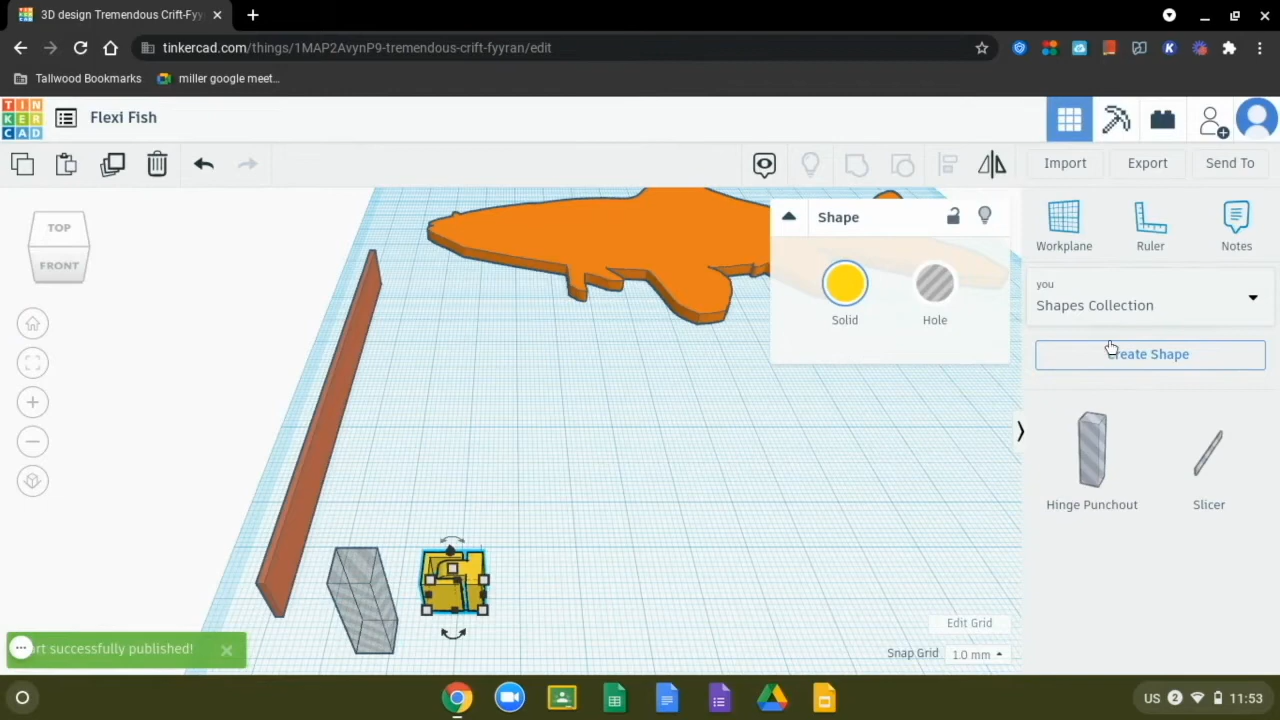 3D design Tremendous Crift-Fy
tinkercad.com/things/1MAP2AvynP9-tremendous-crift-fyyran/edit
Tallwood Bookmarks
miller google meet...
TIN
KER
CAD
Flexi Fish
Import
Export
Send To
TOP
FRONT
Shape
Solid
Hole
Workplane
Ruler
Notes
you
Shapes Collection
Create Shape
Hinge Punchout
Slicer
Edit Grid
Snap Grid
1.0 mm
art successfully published!
US
2
11:53